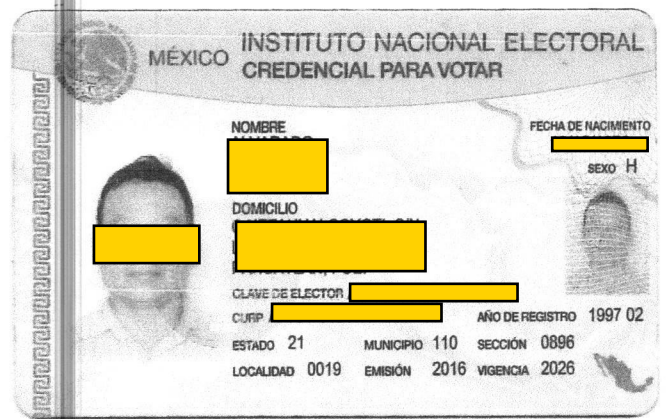 MÉXICO
INSTITUTO NACIONAL ELECTORAL
CREDENCIAL PARA VOTAR
NOMBRE
FECHA DE NACIMIENTO
SEXO H
DOMICILIO
CLAVE DE ELECTOR
CURP
AÑO DE REGISTRO 1997 02
ESTADO 21 MUNICIPIO 110 SECCIÓN 0896
LOCALIDAD 0019 EMISIÓN 2016 VIGENCIA 2026